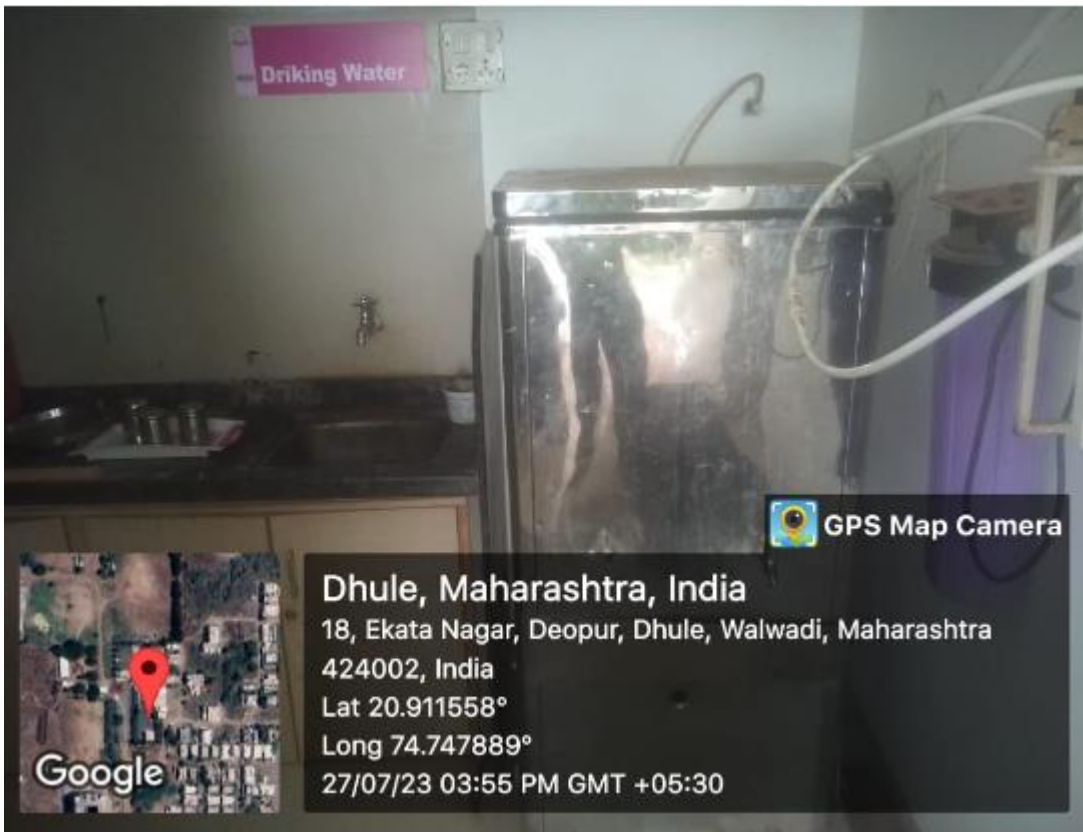 Driking Water
GPS Map Camera
Dhule, Maharashtra, India
18, Ekata Nagar, Deopur, Dhule, Walwadi, Maharashtra
424002, India
Lat 20.911558°
Long 74.747889°
27/07/23 03:55 PM GMT +05:30
Google